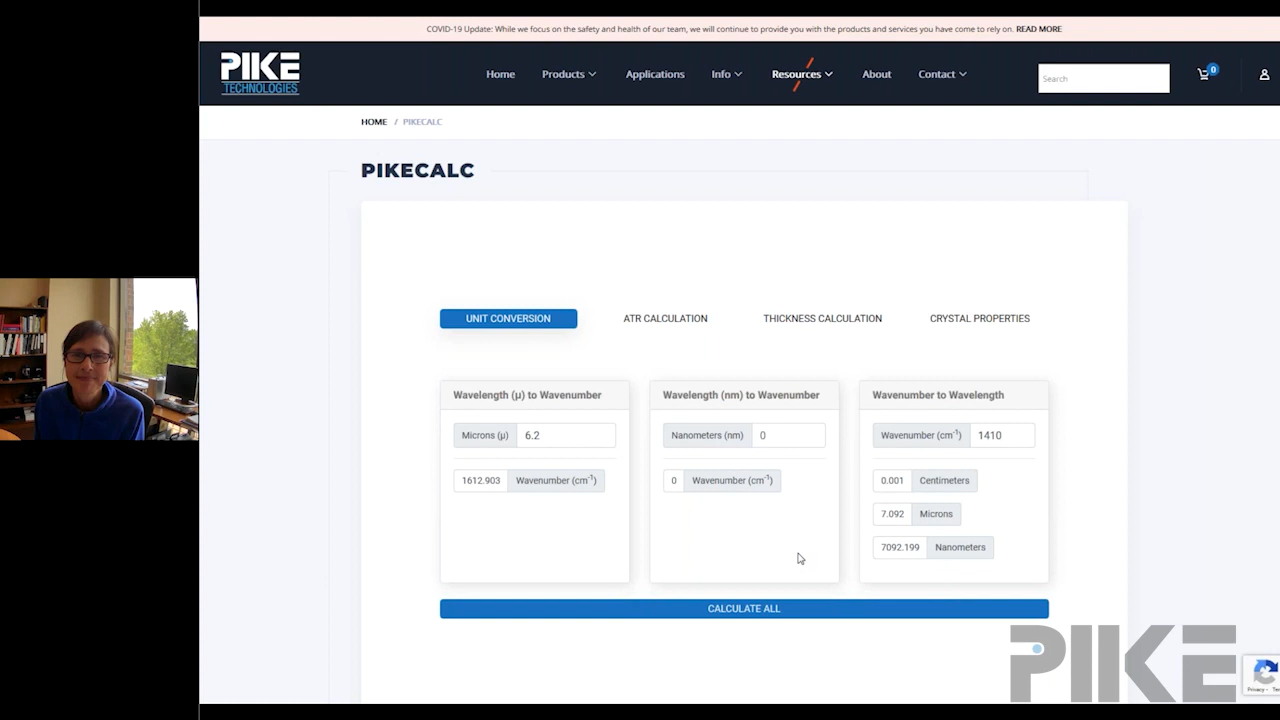 COVID-19 Update: While we focus on the safety and health of our team, we will continue to provide you with the products and services you have come to rely on. READ MORE
PIKE
TECHNOLOGIES
Home Products Applications Info Resources About Contact Search 0
HOME / PIKECALC
PIKECALC
UNIT CONVERSION ATR CALCULATION THICKNESS CALCULATION CRYSTAL PROPERTIES
Wavelength (μ) to Wavenumber
Microns (μ) 6.2
1612.903 Wavenumber (cm⁻¹)
Wavelength (nm) to Wavenumber
Nanometers (nm) 0
0 Wavenumber (cm⁻¹)
Wavenumber to Wavelength
Wavenumber (cm⁻¹) 1410
0.001 Centimeters
7.092 Microns
7092.199 Nanometers
CALCULATE ALL
PIKE